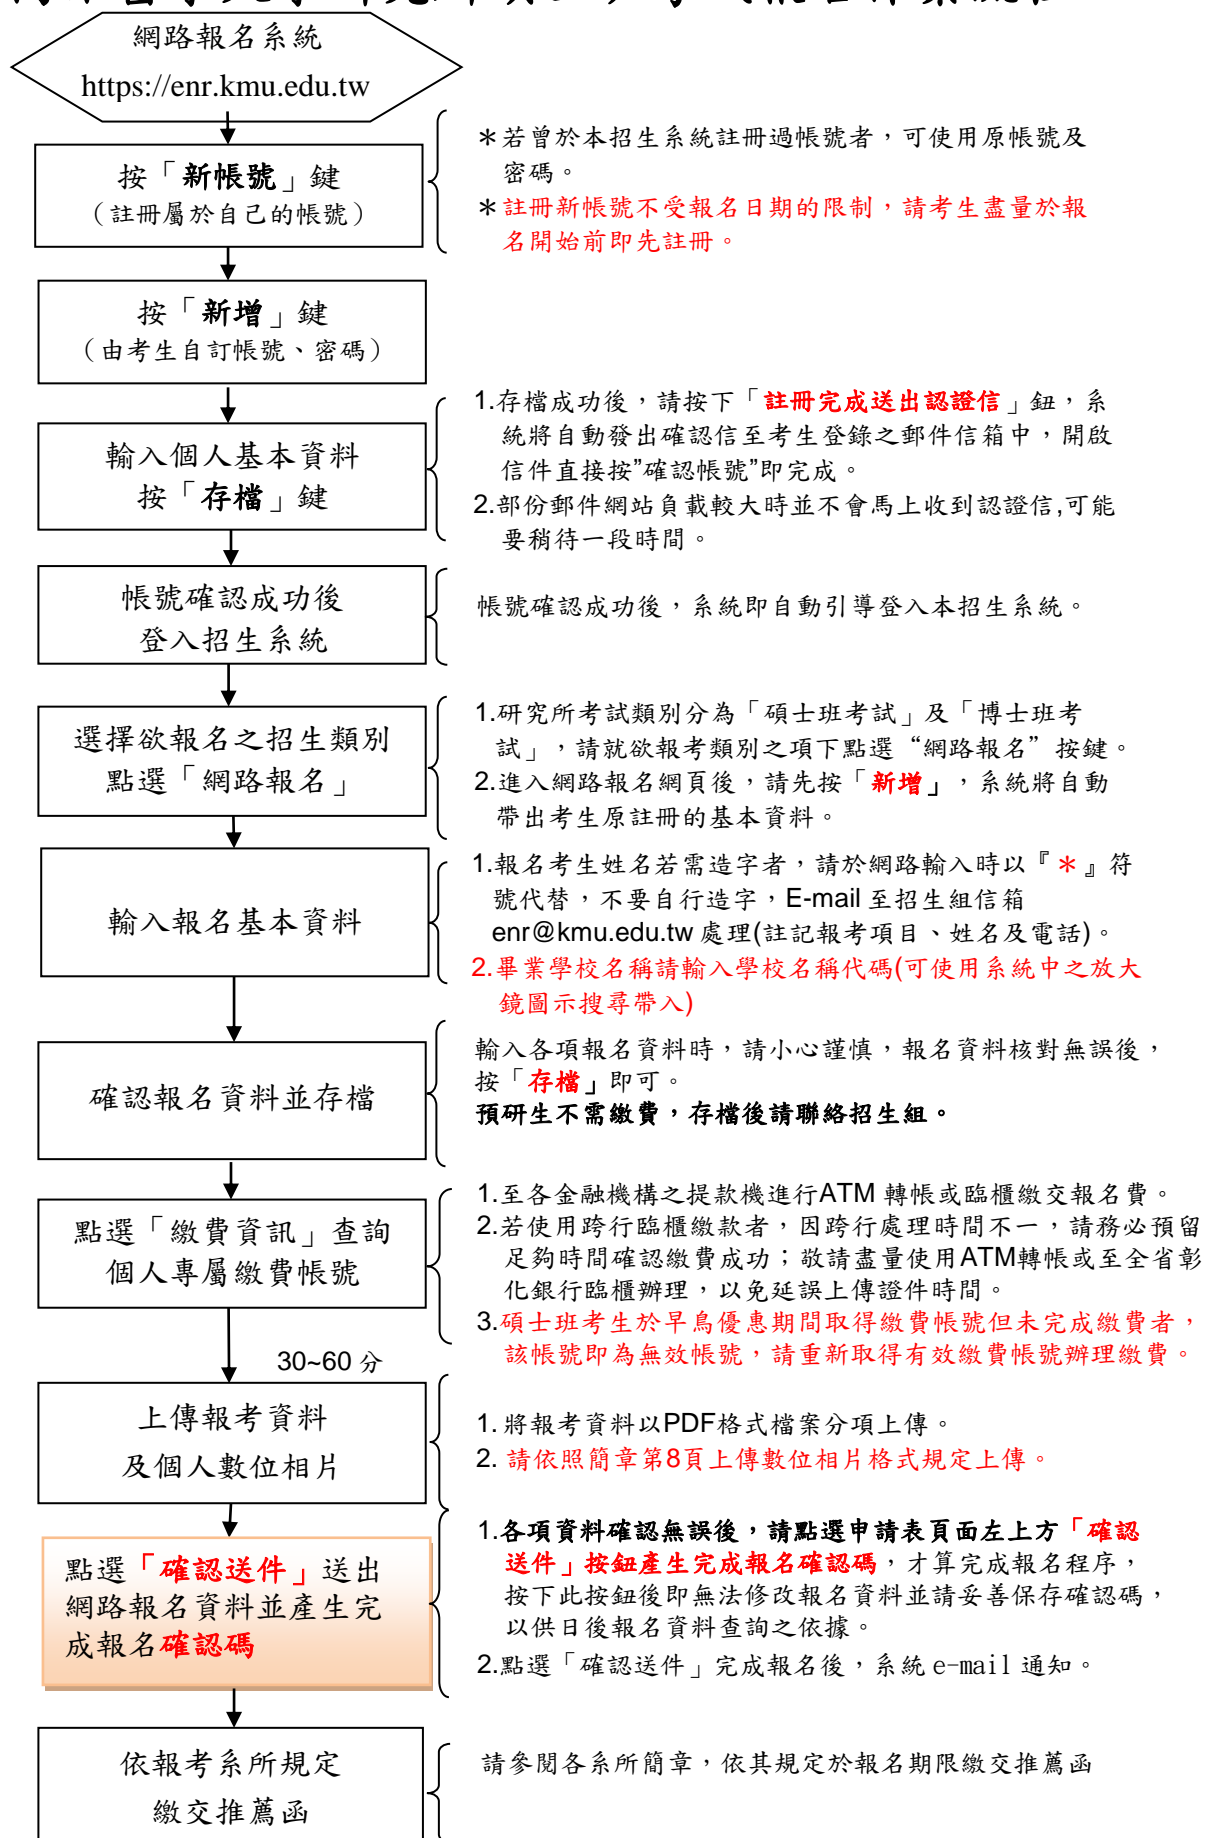 網路報名系統
https://enr.kmu.edu.tw
按「新帳號」鍵
（註冊屬於自己的帳號）
＊若曾於本招生系統註冊過帳號者，可使用原帳號及
密碼。
＊註冊新帳號不受報名日期的限制，請考生盡量於報
名開始前即先註冊。
按「新增」鍵
（由考生自訂帳號、密碼）
輸入個人基本資料
按「存檔」鍵
1.存檔成功後，請按下「註冊完成送出認證信」鈕，系
統將自動發出確認信至考生登錄之郵件信箱中，開啟
信件直接按”確認帳號”即完成。
2.部份郵件網站負載較大時並不會馬上收到認證信,可能
要稍待一段時間。
帳號確認成功後
登入招生系統
帳號確認成功後，系統即自動引導登入本招生系統。
選擇欲報名之招生類別
點選「網路報名」
1.研究所考試類別分為「碩士班考試」及「博士班考
試」，請就欲報考類別之項下點選“網路報名”按鍵。
2.進入網路報名網頁後，請先按「新增」，系統將自動
帶出考生原註冊的基本資料。
輸入報名基本資料
1.報名考生姓名若需造字者，請於網路輸入時以『＊』符
號代替，不要自行造字，E-mail 至招生組信箱
enr@kmu.edu.tw 處理(註記報考項目、姓名及電話)。
2.畢業學校名稱請輸入學校名稱代碼(可使用系統中之放大
鏡圖示搜尋帶入)
確認報名資料並存檔
輸入各項報名資料時，請小心謹慎，報名資料核對無誤後，
按「存檔」即可。
預研生不需繳費，存檔後請聯絡招生組。
點選「繳費資訊」查詢
個人專屬繳費帳號
1.至各金融機構之提款機進行ATM 轉帳或臨櫃繳交報名費。
2.若使用跨行臨櫃繳款者，因跨行處理時間不一，請務必預留
足夠時間確認繳費成功；敬請盡量使用ATM轉帳或至全省彰
化銀行臨櫃辦理，以免延誤上傳證件時間。
3.碩士班考生於早鳥優惠期間取得繳費帳號但未完成繳費者，
該帳號即為無效帳號，請重新取得有效繳費帳號辦理繳費。
30~60 分
上傳報考資料
及個人數位相片
1. 將報考資料以PDF格式檔案分項上傳。
2. 請依照簡章第8頁上傳數位相片格式規定上傳。
點選「確認送件」送出
網路報名資料並產生完
成報名確認碼
1.各項資料確認無誤後，請點選申請表頁面左上方「確認
送件」按鈕產生完成報名確認碼，才算完成報名程序，
按下此按鈕後即無法修改報名資料並請妥善保存確認碼，
以供日後報名資料查詢之依據。
2.點選「確認送件」完成報名後，系統 e-mail 通知。
依報考系所規定
繳交推薦函
請參閱各系所簡章，依其規定於報名期限繳交推薦函